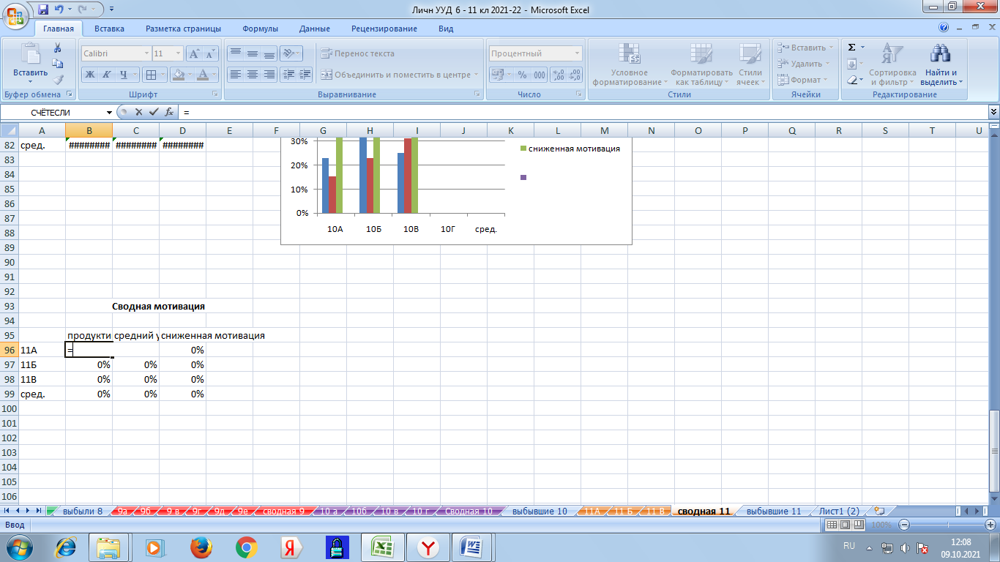 Личн УУД 6 - 11 кл 2021-22 - Microsoft Excel
Главная Вставка Разметка страницы Формулы Данные Рецензирование Вид
Вставить
Буфер обмена
Calibri 11
Ж К Ч
Шрифт
Перенос текста
Объединить и поместить в центре
Выравнивание
Процентный
% 000
Число
Условное форматирование
Форматировать как таблицу
Стили ячеек
Стили
Вставить
Удалить
Формат
Ячейки
Σ
Сортировка и фильтр
Найти и выделить
Редактирование
СЧЁТЕСЛИ fx =
A B C D E F G H I J K L M N O P Q R S T U
82 сред. ######## ######## ########
83
84
85
86
87
88
89
90
91
92
30%
20%
10%
0%
10А 10Б 10В 10Г сред.
сниженная мотивация
93 Сводная мотивация
94
95 продукти средний у сниженная мотивация
96 11А = 0%
97 11Б 0% 0% 0%
98 11В 0% 0% 0%
99 сред. 0% 0% 0%
100
101
102
103
104
105
106
выбыли 8 9а 9б 9 в 9г 9д 9е сводная 9 10 а 10б 10 в 10 г Сводная 10 выбывшие 10 11А 11 Б 11 В сводная 11 выбывшие 11 Лист1 (2)
Ввод 100%
RU 12:08
09.10.2021